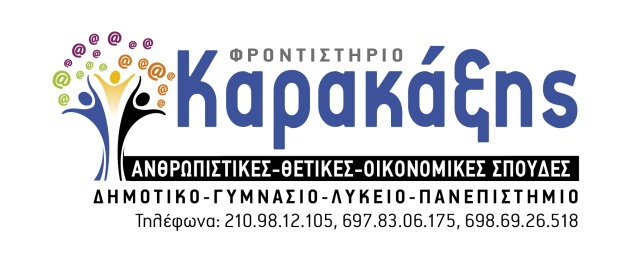 ΦΡΟΝΤΙΣΤΗΡΙΟ
Καρακάξης
ΑΝΘΡΩΠΙΣΤΙΚΕΣ-ΘΕΤΙΚΕΣ-ΟΙΚΟΝΟΜΙΚΕΣ ΣΠΟΥΔΕΣ
ΔΗΜΟΤΙΚΟ-ΓΥΜΝΑΣΙΟ-ΛΥΚΕΙΟ-ΠΑΝΕΠΙΣΤΗΜΙΟ
Τηλέφωνα: 210.98.12.105, 697.83.06.175, 698.69.26.518